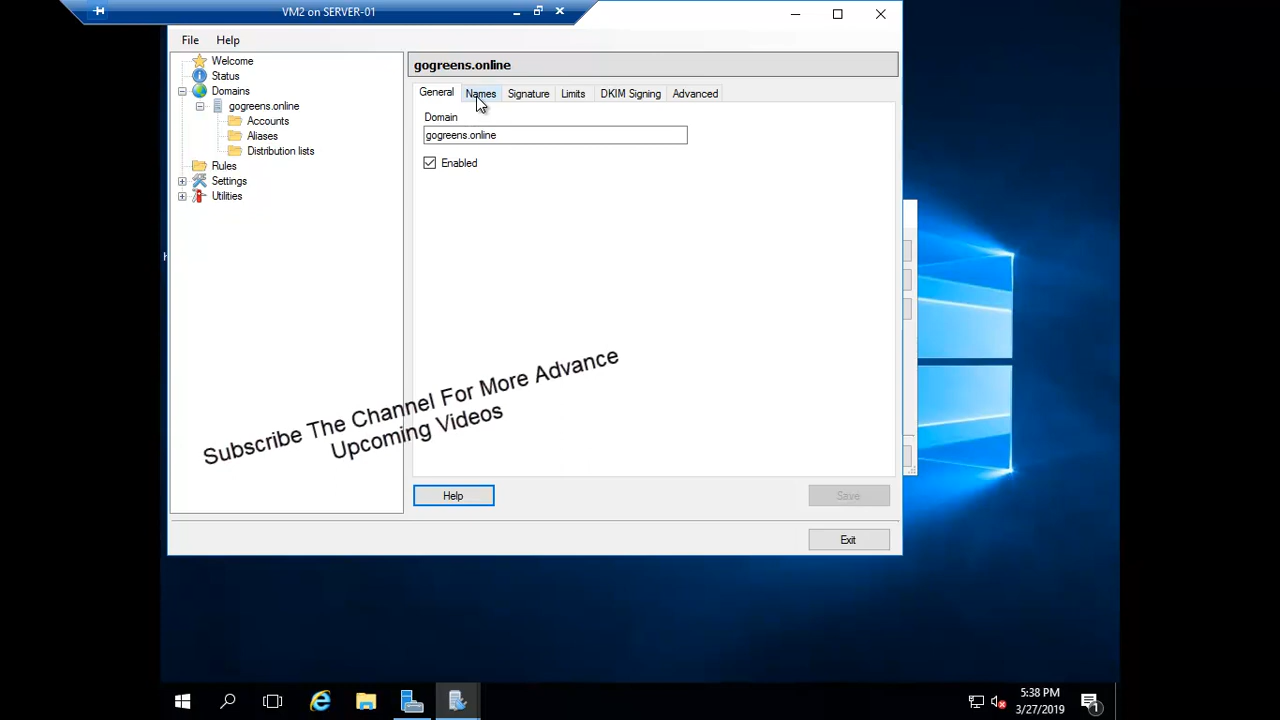 VM2 on SERVER-01
File Help
Welcome
Status
Domains
gogreens.online
Accounts
Aliases
Distribution lists
Rules
Settings
Utilities
gogreens.online
General Names Signature Limits DKIM Signing Advanced
Domain
gogreens.online
Enabled
Subscribe The Channel For More Advance
Upcoming Videos
Help Save
Exit
5:38 PM
3/27/2019
1